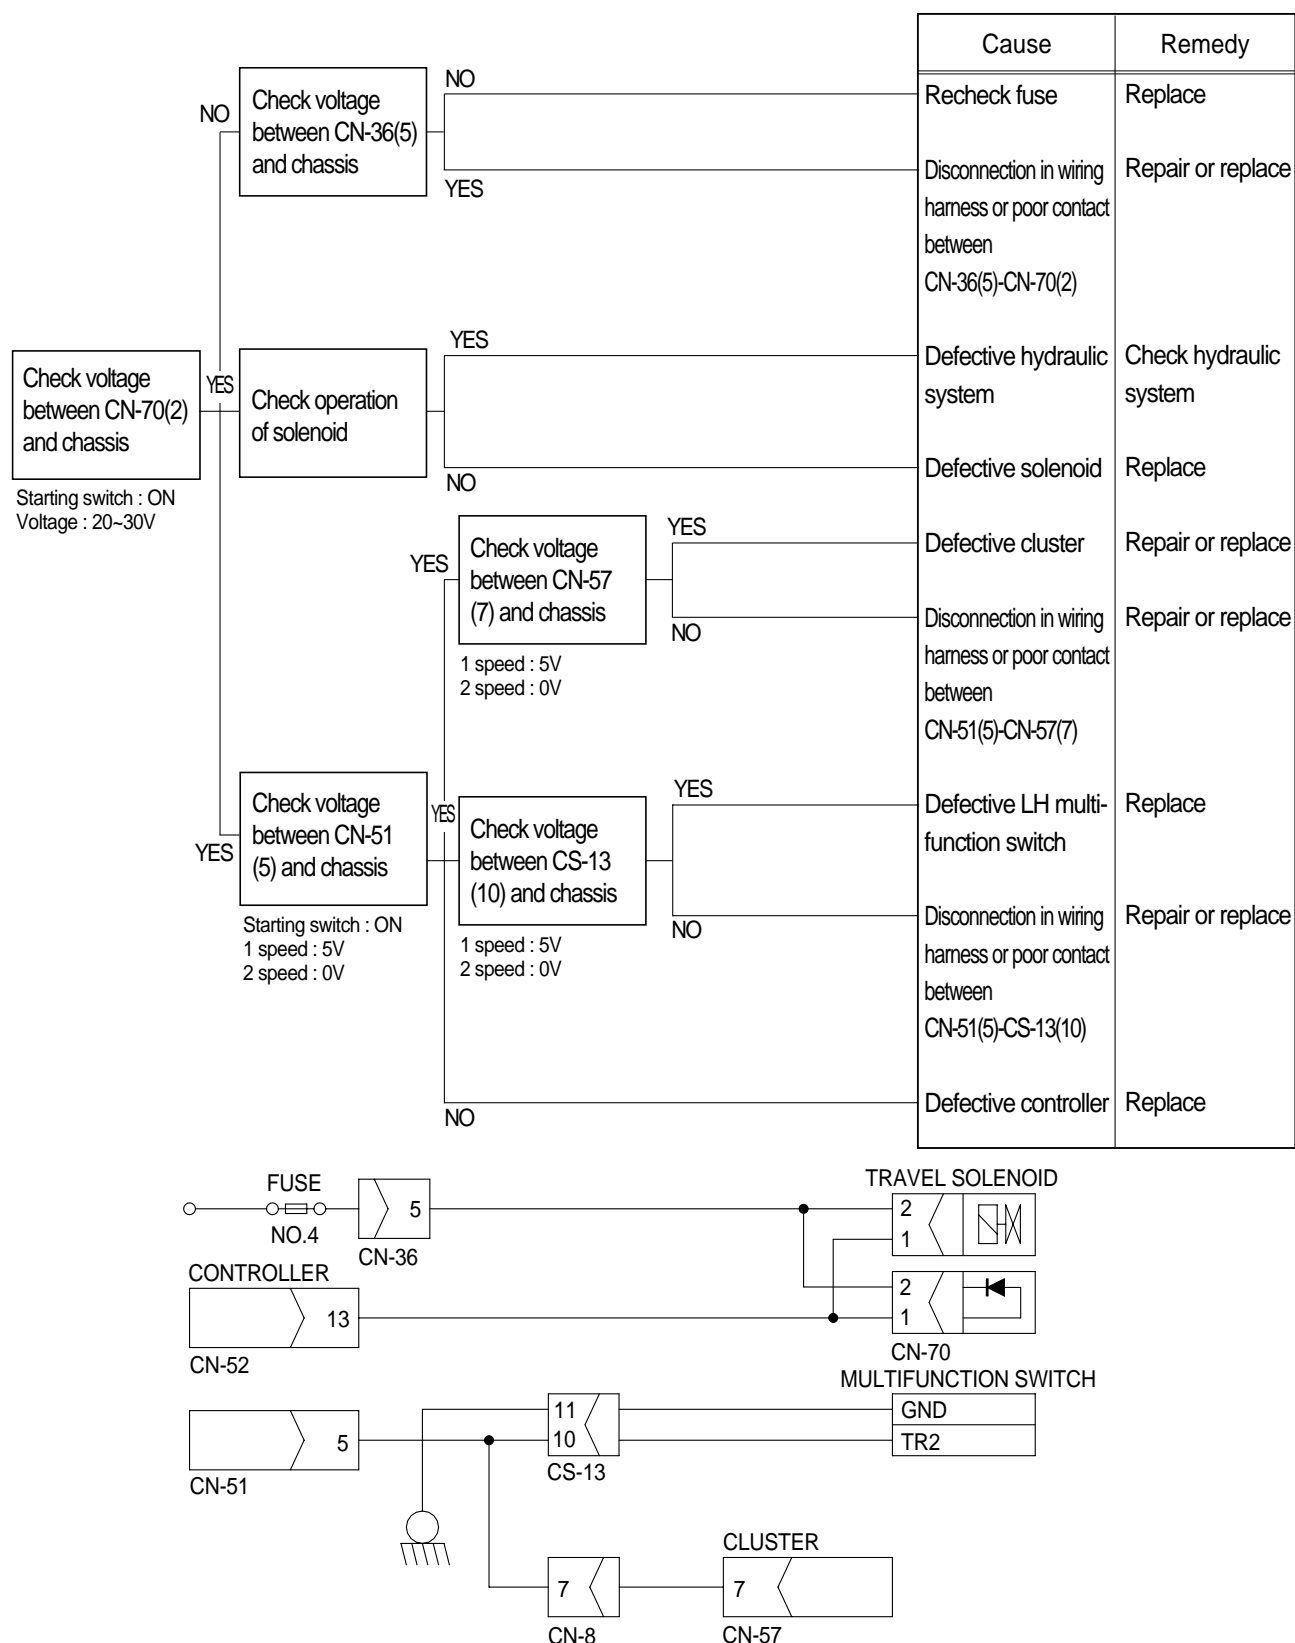 Cause
Remedy
NO
Check voltage
between CN-36(5)
and chassis
NO
YES
Recheck fuse
Replace
Disconnection in wiring
harness or poor contact
between
CN-36(5)-CN-70(2)
Repair or replace
Check voltage
between CN-70(2)
and chassis
Starting switch : ON
Voltage : 20~30V
YES
Check operation
of solenoid
YES
NO
Defective hydraulic
system
Check hydraulic
system
Defective solenoid
Replace
YES
Check voltage
between CN-57
(7) and chassis
1 speed : 5V
2 speed : 0V
YES
NO
Defective cluster
Repair or replace
Disconnection in wiring
harness or poor contact
between
CN-51(5)-CN-57(7)
Repair or replace
YES
Check voltage
between CN-51
(5) and chassis
Starting switch : ON
1 speed : 5V
2 speed : 0V
YES
Check voltage
between CS-13
(10) and chassis
1 speed : 5V
2 speed : 0V
YES
NO
Defective LH multi-
function switch
Replace
Disconnection in wiring
harness or poor contact
between
CN-51(5)-CS-13(10)
Repair or replace
NO
Defective controller
Replace
FUSE
NO.4
5
CN-36
TRAVEL SOLENOID
2
1
CONTROLLER
13
CN-52
2
1
CN-70
MULTIFUNCTION SWITCH
5
CN-51
11
10
CS-13
GND
TR2
CLUSTER
7
CN-8
7
CN-57